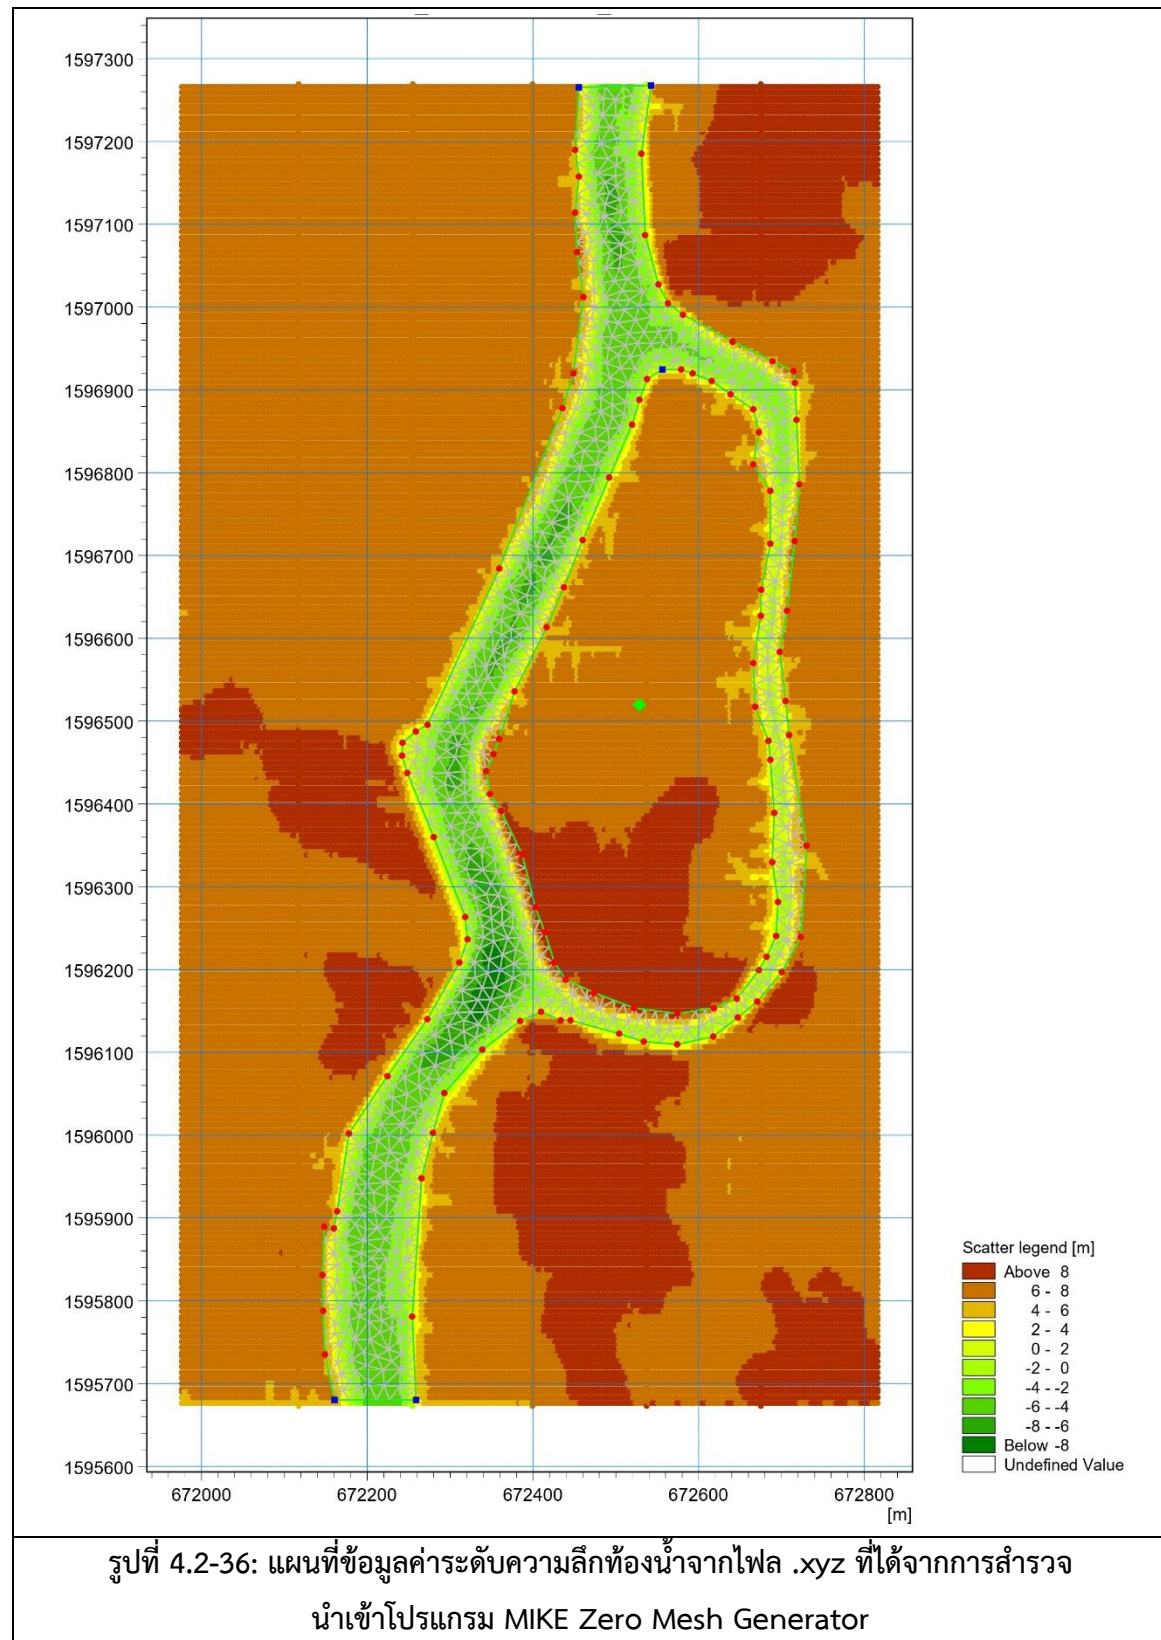 1597300
1597200
1597100
1597000
1596900
1596800
1596700
1596600
1596500
1596400
1596300
1596200
1596100
1596000
1595900
1595800
1595700
1595600
672000 672200 672400 672600 672800
[m]
Scatter legend [m]
Above 8
6 - 8
4 - 6
2 - 4
0 - 2
-2 - 0
-4 - -2
-6 - -4
-8 - -6
Below -8
Undefined Value
รูปที่ 4.2-36: แผนที่ข้อมูลค่าระดับความลึกท้องน้ำจากไฟล .xyz ที่ได้จากการสำรวจ
นำเข้าโปรแกรม MIKE Zero Mesh Generator